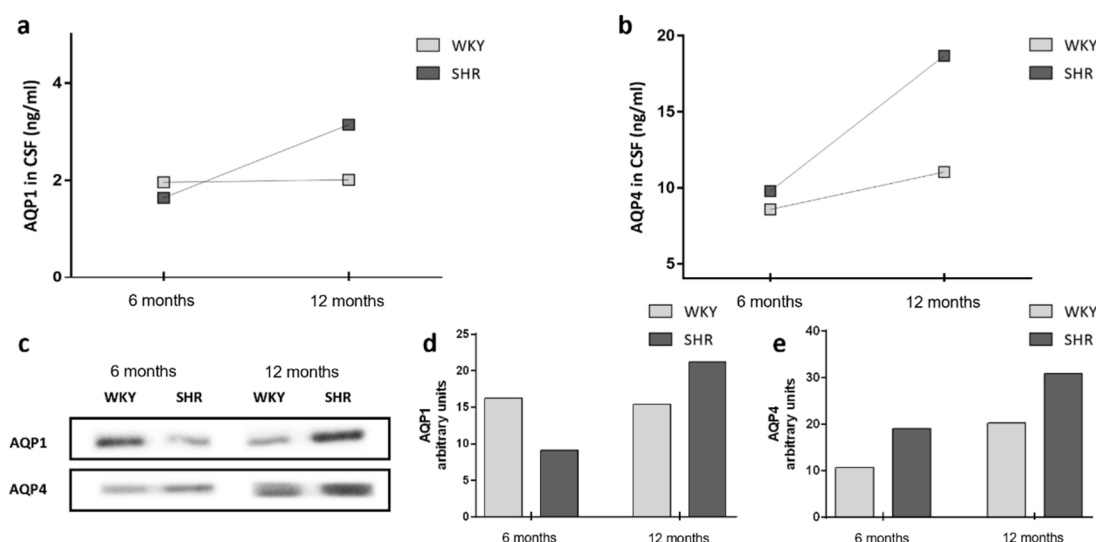 a
WKY
SHR
AQP1 in CSF (ng/ml)
4
2
0
6 months 12 months
b
WKY
SHR
AQP4 in CSF (ng/ml)
20
15
10
5
6 months 12 months
c
6 months 12 months
WKY SHR WKY SHR
AQP1
AQP4
d
WKY
SHR
AQP1
arbitrary units
25
20
15
10
5
0
6 months 12 months
e
WKY
SHR
AQP4
arbitrary units
40
30
20
10
0
6 months 12 months